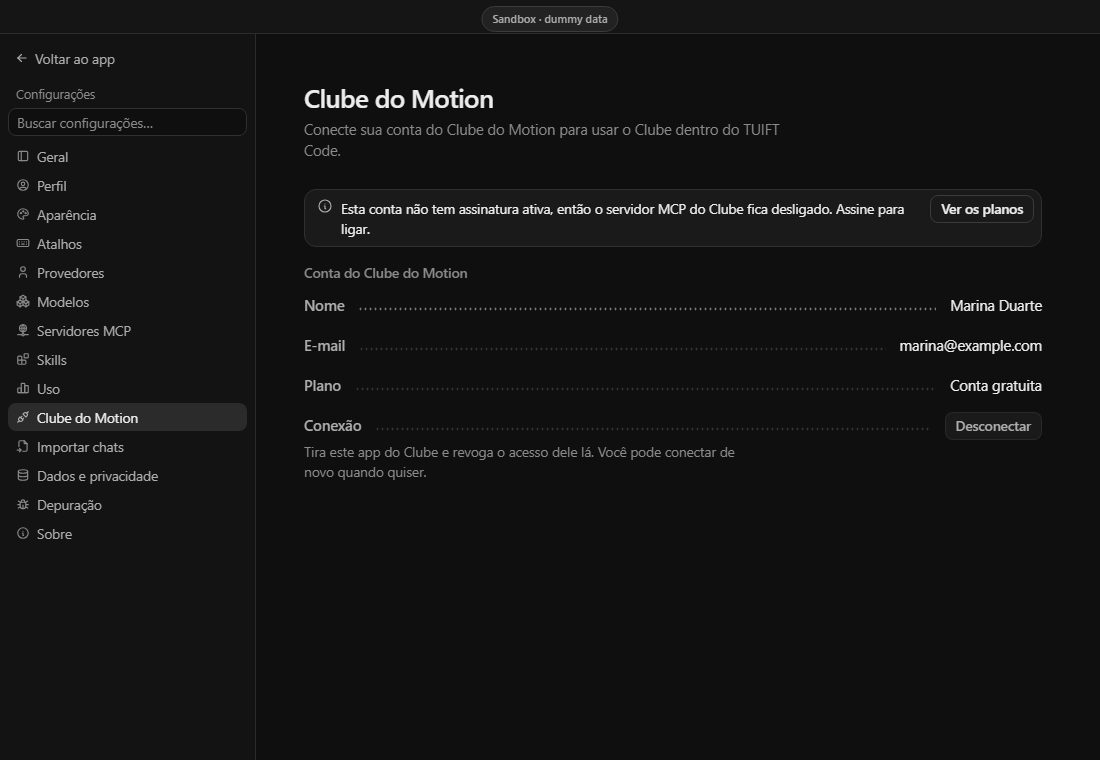 Sandbox · dummy data
Voltar ao app
Configurações
Buscar configurações...
Geral
Perfil
Aparência
Atalhos
Provedores
Modelos
Servidores MCP
Skills
Uso
Clube do Motion
Importar chats
Dados e privacidade
Depuração
Sobre
Clube do Motion
Conecte sua conta do Clube do Motion para usar o Clube dentro do TUIFT
Code.
Esta conta não tem assinatura ativa, então o servidor MCP do Clube fica desligado. Assine para
ligar.
Ver os planos
Conta do Clube do Motion
Nome Marina Duarte
E-mail marina@example.com
Plano Conta gratuita
Conexão Desconectar
Tira este app do Clube e revoga o acesso dele lá. Você pode conectar de
novo quando quiser.